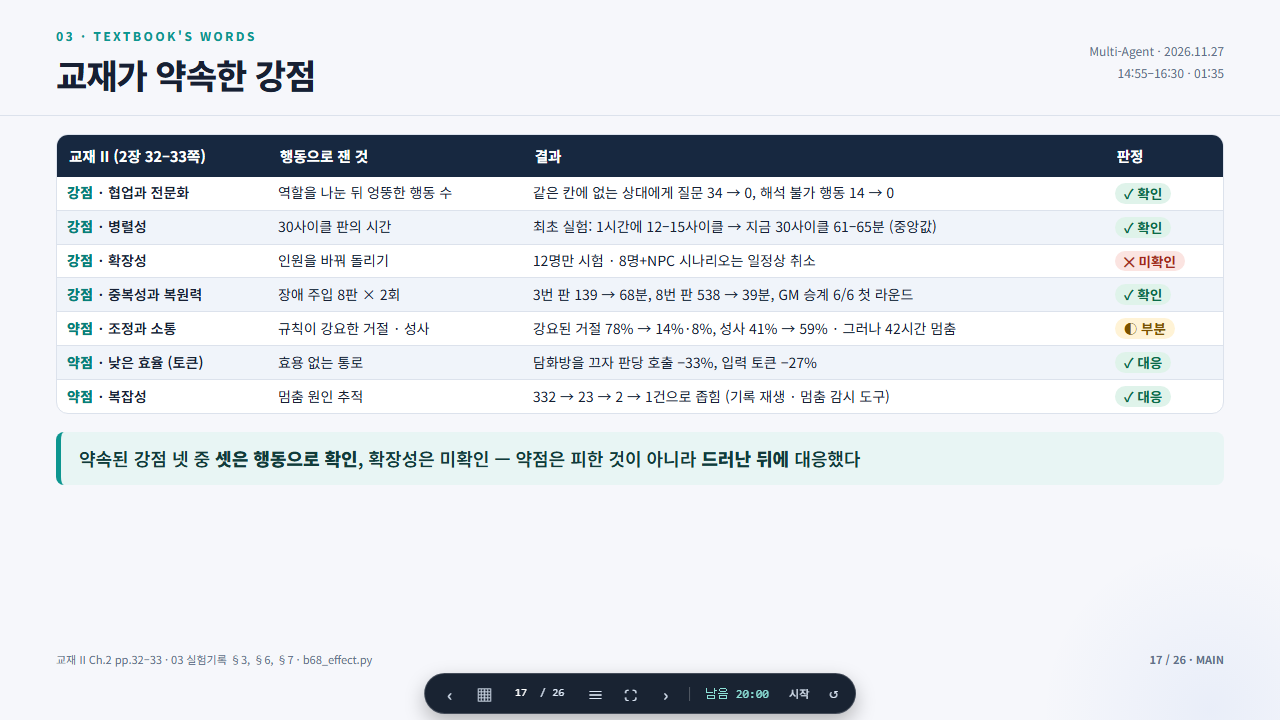 03 · TEXTBOOK'S WORDS
교재가 약속한 강점
Multi-Agent · 2026.11.27
14:55–16:30 · 01:35
교재 II (2장 32–33쪽) 행동으로 잰 것 결과 판정
강점 · 협업과 전문화 역할을 나눈 뒤 엉뚱한 행동 수 같은 칸에 없는 상대에게 질문 34 → 0, 해석 불가 행동 14 → 0 ✓ 확인
강점 · 병렬성 30사이클 판의 시간 최초 실험: 1시간에 12–15사이클 → 지금 30사이클 61–65분 (중앙값) ✓ 확인
강점 · 확장성 인원을 바꿔 돌리기 12명만 시험 · 8명+NPC 시나리오는 일정상 취소 ✕ 미확인
강점 · 중복성과 복원력 장애 주입 8판 × 2회 3번 판 139 → 68분, 8번 판 538 → 39분, GM 승계 6/6 첫 라운드 ✓ 확인
약점 · 조정과 소통 규칙이 강요한 거절 · 성사 강요된 거절 78% → 14%·8%, 성사 41% → 59% · 그러나 42시간 멈춤 ◐ 부분
약점 · 낮은 효율 (토큰) 효용 없는 통로 담화방을 끄자 판당 호출 −33%, 입력 토큰 −27% ✓ 대응
약점 · 복잡성 멈춤 원인 추적 332 → 23 → 2 → 1건으로 좁힘 (기록 재생 · 멈춤 감시 도구) ✓ 대응
약속된 강점 넷 중 셋은 행동으로 확인, 확장성은 미확인 — 약점은 피한 것이 아니라 드러난 뒤에 대응했다
교재 II Ch.2 pp.32–33 · 03 실험기록 §3, §6, §7 · b68_effect.py
17 / 26 · MAIN
‹ 17 / 26 › 남음 20:00 시작 ↺